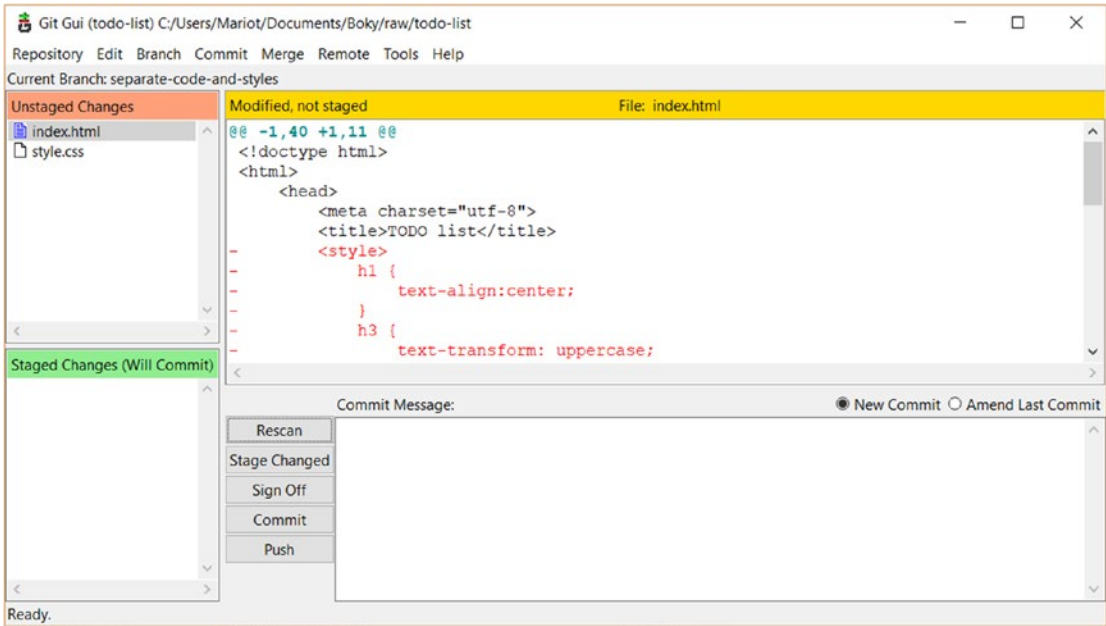 Git Gui (todo-list) C:/Users/Mariot/Documents/Boky/raw/todo-list
Repository Edit Branch Commit Merge Remote Tools Help
Current Branch: separate-code-and-styles
Unstaged Changes
index.html
style.css
Staged Changes (Will Commit)
Modified, not staged File: index.html
@@ -1,40 +1,11 @@
<!doctype html>
<html>
<head>
<meta charset="utf-8">
<title>TODO list</title>
- <style>
- h1 {
- text-align:center;
- }
- h3 {
- text-transform: uppercase;
Commit Message: New Commit Amend Last Commit
Rescan
Stage Changed
Sign Off
Commit
Push
Ready.